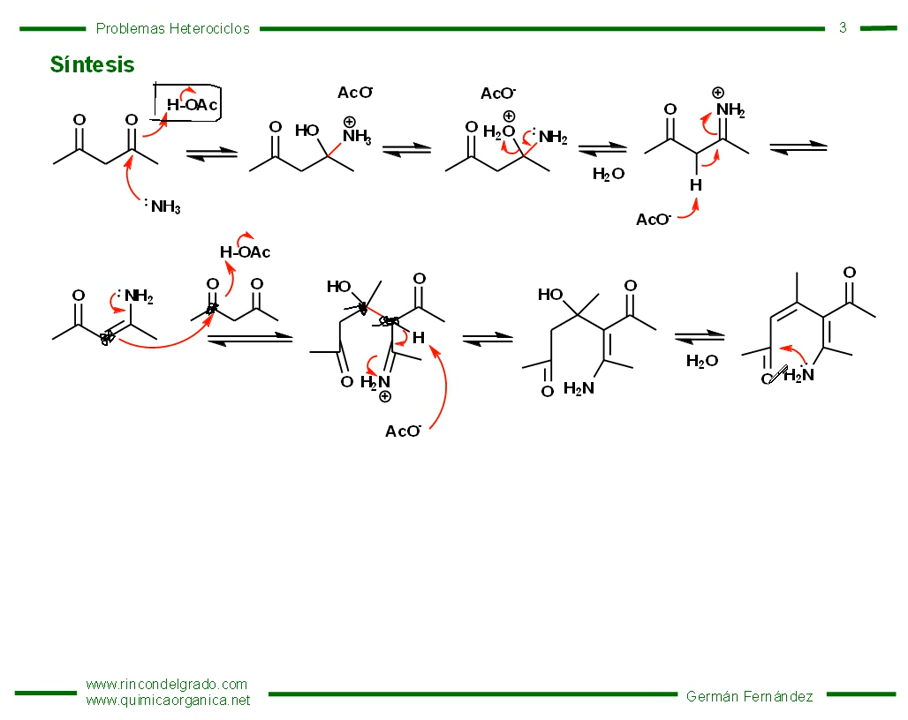 Problemas Heterociclos
3
Síntesis
O O H-OAc :NH₃
AcO⁻ O HO ⊕ NH₃
AcO⁻ O H₂O ⊕ :NH₂
H₂O
O ⊕ NH₂ H AcO⁻
O :NH₂
H-OAc O O
HO O H O H₂N ⊕ AcO⁻
HO O O H₂N
H₂O
O O H₂N
www.rincondelgrado.com
www.quimicaorganica.net
Germán Fernández